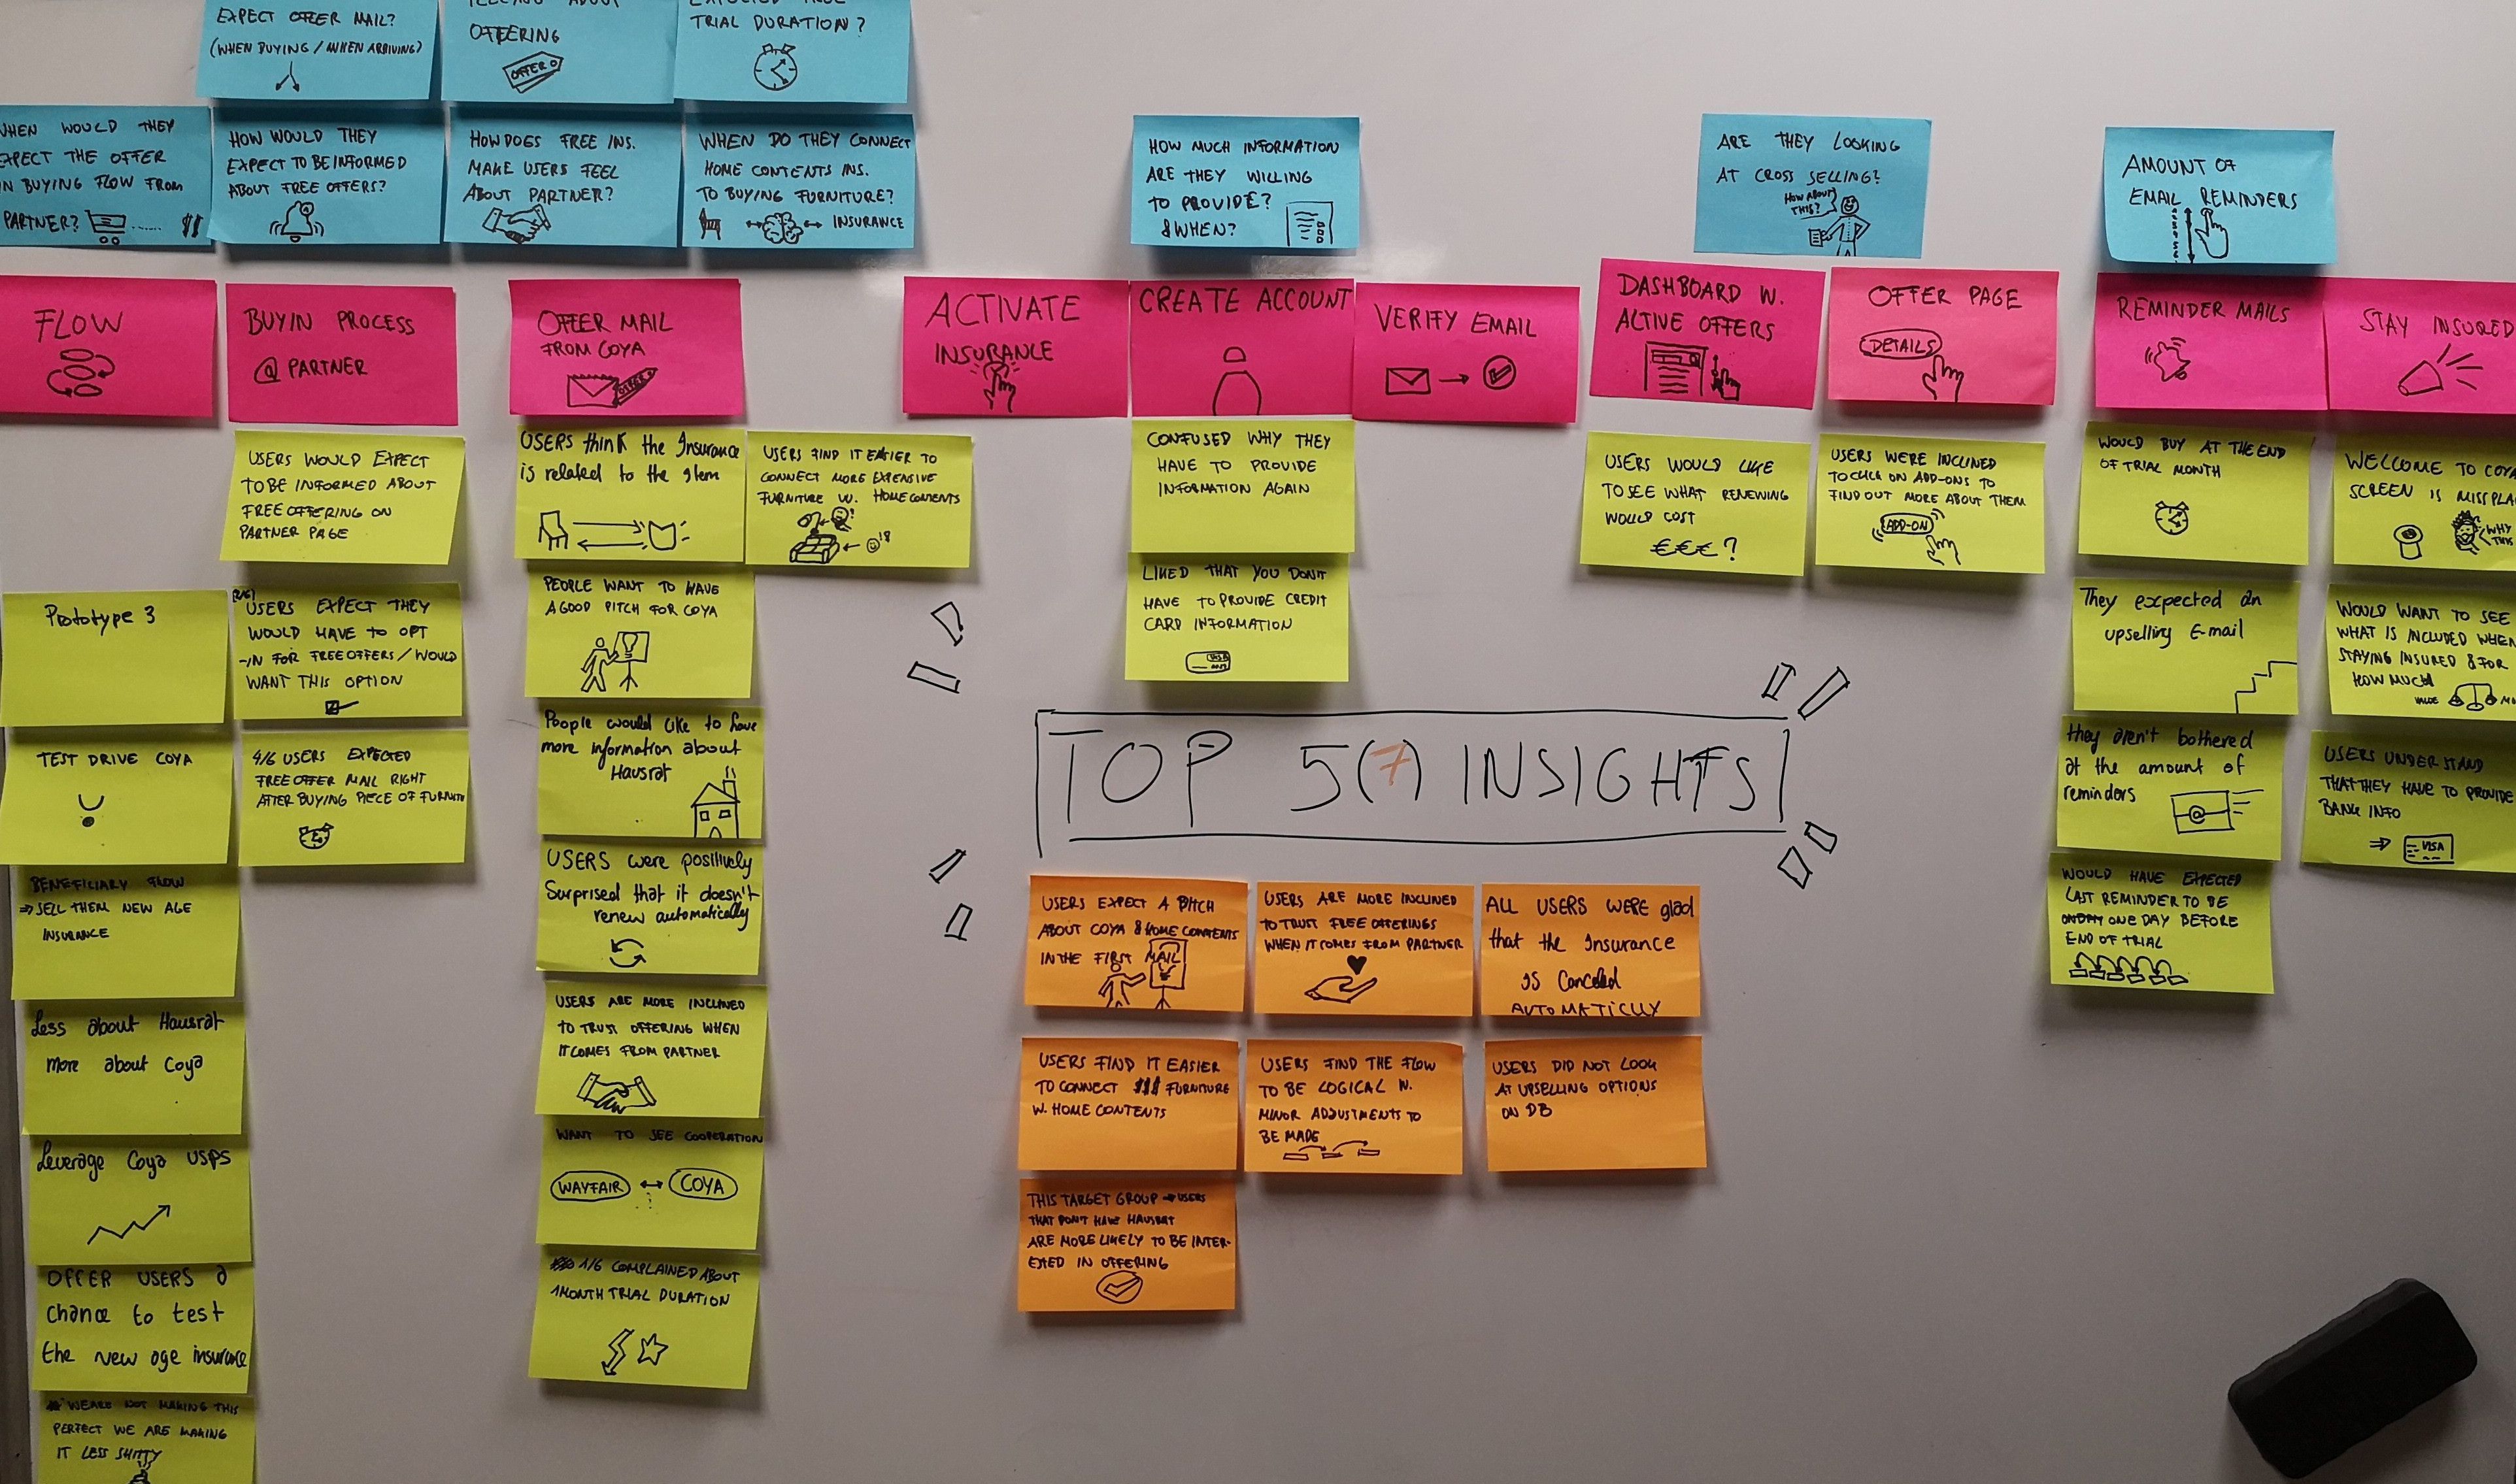 EXPECT OFFER MAIL?
(WHEN BUYING / WHEN ARRIVING)
OFFERING
OFFER
TRIAL DURATION?
WHEN WOULD THEY
EXPECT THE OFFER
IN BUYING FLOW FROM
PARTNER? ...... $$
HOW WOULD THEY
EXPECT TO BE INFORMED
ABOUT FREE OFFERS?
HOW DOES FREE INS.
MAKE USERS FEEL
ABOUT PARTNER?
WHEN DO THEY CONNECT
HOME CONTENTS INS.
TO BUYING FURNITURE?
INSURANCE
HOW MUCH INFORMATION
ARE THEY WILLING
TO PROVIDE?
& WHEN?
ARE THEY LOOKING
AT CROSS SELLING?
HOW ABOUT
THIS?
AMOUNT OF
EMAIL REMINDERS
FLOW
BUYIN PROCESS
@ PARTNER
OFFER MAIL
FROM COYA
OFFER
ACTIVATE
INSURANCE
CREATE ACCOUNT
VERIFY EMAIL
DASHBOARD W.
ACTIVE OFFERS
OFFER PAGE
DETAILS
REMINDER MAILS
STAY INSURED
USERS WOULD EXPECT
TO BE INFORMED ABOUT
FREE OFFERING ON
PARTNER PAGE
[2/6]
USERS EXPECT THEY
WOULD HAVE TO OPT
-IN FOR FREE OFFERS / WOULD
WANT THIS OPTION
4/6 USERS EXPECTED
FREE OFFER MAIL RIGHT
AFTER BUYING PIECE OF
Prototype 3
TEST DRIVE COYA
BENEFICIARY FLOW
⇒ SELL THEM NEW AGE
INSURANCE
Less about Hausrat
more about Coya
Leverage Coya USPS
OFFER USERS a
chance to test
the new age insurance
WE ARE NOT MAKING THIS
PERFECT WE ARE MAKING
IT LESS SHITTY
USERS think the Insurance
is related to the Item
USERS FIND IT EASIER TO
CONNECT MORE EXPENSIVE
FURNITURE W. HOME CONTENTS
PEOPLE WANT TO HAVE
A GOOD PITCH FOR COYA
People would like to have
more information about
Hausrat
USERS were positively
Surprised that it doesn't
renew automatically
USERS ARE MORE INCLINED
TO TRUST OFFERING WHEN
IT COMES FROM PARTNER
WANT TO SEE COOPERATION
WAYFAIR ↔ COYA
1/6 COMPLAINED ABOUT
1 MONTH TRIAL DURATION
CONFUSED WHY THEY
HAVE TO PROVIDE
INFORMATION AGAIN
LIKED THAT YOU DON'T
HAVE TO PROVIDE CREDIT
CARD INFORMATION
VISA
USERS WOULD LIKE
TO SEE WHAT RENEWING
WOULD COST
€€€?
USERS WERE INCLINED
TO CLICK ON ADD-ONS TO
FIND OUT MORE ABOUT THEM
ADD-ON
WOULD BUY AT THE END
OF TRIAL MONTH
They expected an
upselling E-mail
they aren't bothered
at the amount of
reminders
@
WOULD HAVE EXPECTED
LAST REMINDER TO BE
ONE DAY BEFORE
END OF TRIAL
WELCOME TO COYA
SCREEN IS
WHY
THIS
WOULD WANT TO SEE
WHAT IS INCLUDED WHEN
STAYING INSURED & FOR
HOW MUCH
VALUE
USERS UNDERSTAND
THAT THEY HAVE TO PROVIDE
BANK INFO
⇒ VISA
TOP 5(7) INSIGHTS
USERS EXPECT A PITCH
ABOUT COYA & HOME CONTENTS
IN THE FIRST MAIL
USERS ARE MORE INCLINED
TO TRUST FREE OFFERINGS
WHEN IT COMES FROM PARTNER
ALL USERS WERE glad
that the Insurance
IS Canceled
AUTOMATICLLY
USERS FIND IT EASIER
TO CONNECT $$$ FURNITURE
W. HOME CONTENTS
USERS FIND THE FLOW
TO BE LOGICAL W.
MINOR ADJUSTMENTS TO
BE MADE
USERS DID NOT LOOK
AT UPSELLING OPTIONS
ON DB
THIS TARGET GROUP → USERS
THAT DON'T HAVE HAUSRAT
ARE MORE LIKELY TO BE INTER-
ESTED IN OFFERING